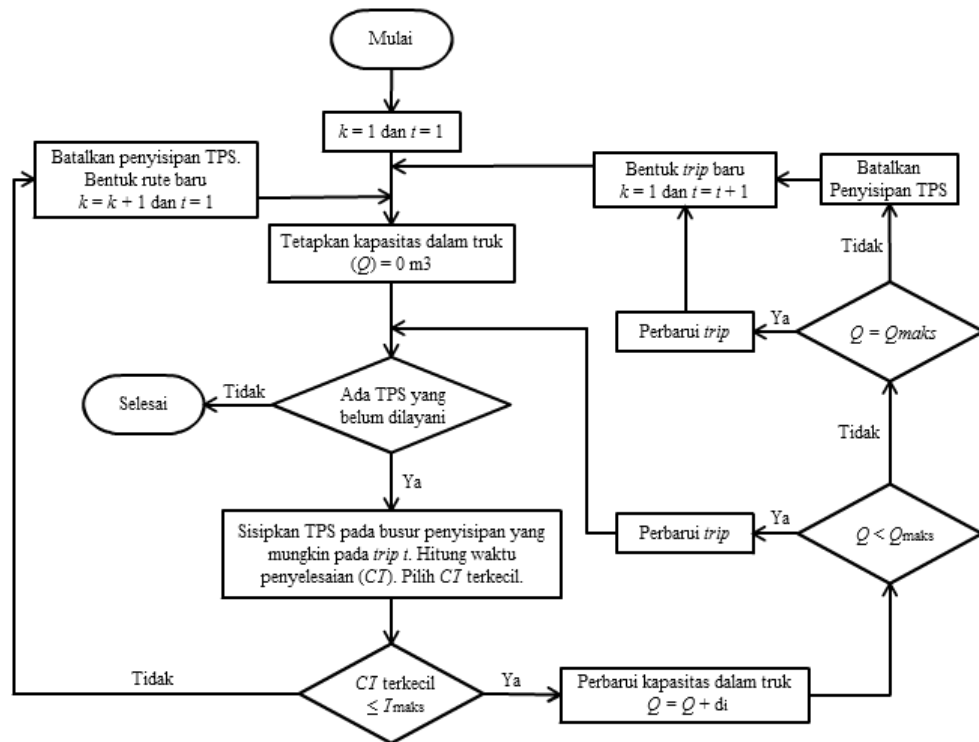 Mulai
k = 1 dan t = 1
Batalkan penyisipan TPS.
Bentuk rute baru
k = k + 1 dan t = 1
Bentuk trip baru
k = 1 dan t = t + 1
Batalkan
Penyisipan TPS
Tetapkan kapasitas dalam truk
(Q) = 0 m3
Tidak
Perbarui trip
Ya
Q = Qmaks
Selesai
Tidak
Ada TPS yang
belum dilayani
Tidak
Ya
Sisipkan TPS pada busur penyisipan yang
mungkin pada trip t. Hitung waktu
penyelesaian (CT). Pilih CT terkecil.
Perbarui trip
Ya
Q < Qmaks
Tidak
CT terkecil
≤ Tmaks
Ya
Perbarui kapasitas dalam truk
Q = Q + di